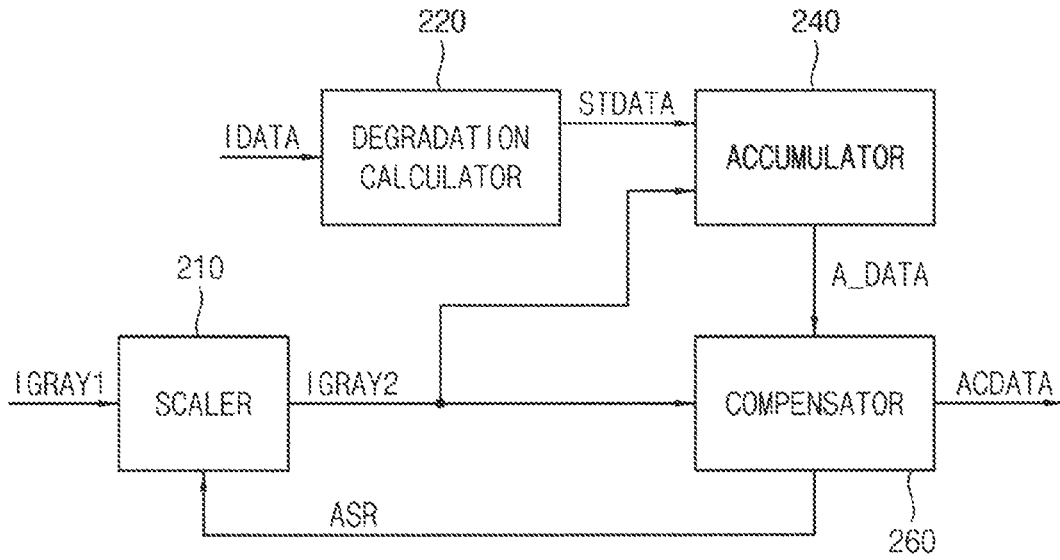 220
240
IDATA
DEGRADATION
CALCULATOR
STDATA
ACCUMULATOR
210
A_DATA
IGRAY1
SCALER
IGRAY2
COMPENSATOR
ACDATA
ASR
260